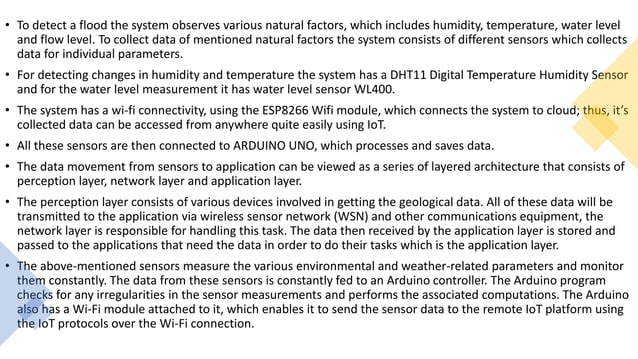 • To detect a flood the system observes various natural factors, which includes humidity, temperature, water level
and flow level. To collect data of mentioned natural factors the system consists of different sensors which collects
data for individual parameters.
• For detecting changes in humidity and temperature the system has a DHT11 Digital Temperature Humidity Sensor
and for the water level measurement it has water level sensor WL400.
• The system has a wi-fi connectivity, using the ESP8266 Wifi module, which connects the system to cloud; thus, it's
collected data can be accessed from anywhere quite easily using IoT.
• All these sensors are then connected to ARDUINO UNO, which processes and saves data.
• The data movement from sensors to application can be viewed as a series of layered architecture that consists of
perception layer, network layer and application layer.
• The perception layer consists of various devices involved in getting the geological data. All of these data will be
transmitted to the application via wireless sensor network (WSN) and other communications equipment, the
network layer is responsible for handling this task. The data then received by the application layer is stored and
passed to the applications that need the data in order to do their tasks which is the application layer.
• The above-mentioned sensors measure the various environmental and weather-related parameters and monitor
them constantly. The data from these sensors is constantly fed to an Arduino controller. The Arduino program
checks for any irregularities in the sensor measurements and performs the associated computations. The Arduino
also has a Wi-Fi module attached to it, which enables it to send the sensor data to the remote IoT platform using
the IoT protocols over the Wi-Fi connection.